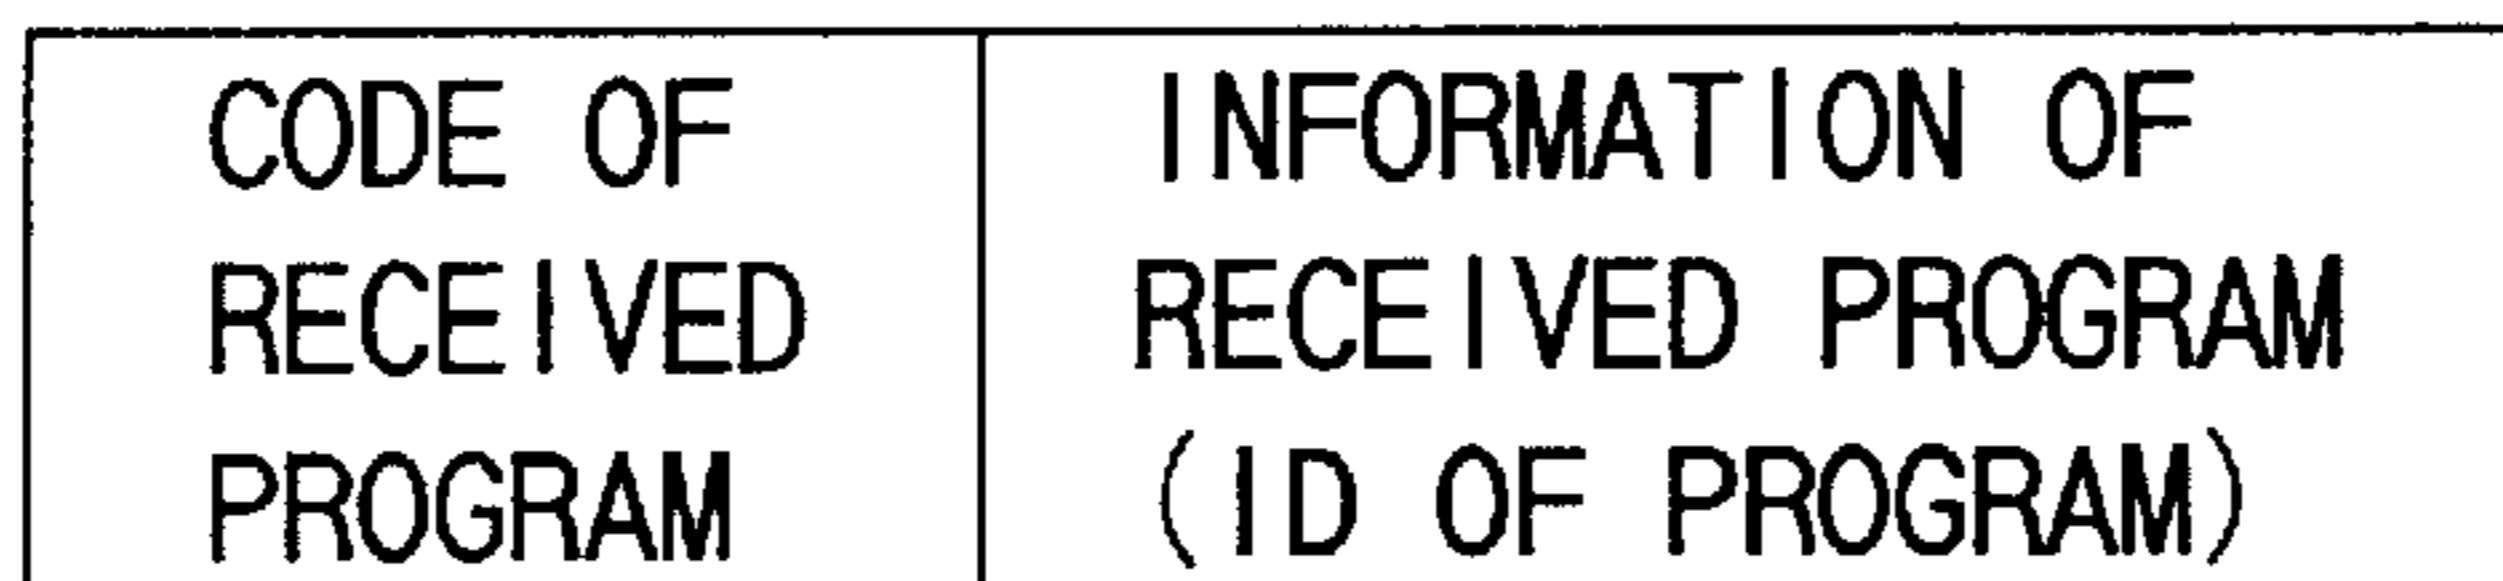 CODE OF
RECEIVED
PROGRAM
INFORMATION OF
RECEIVED PROGRAM
(ID OF PROGRAM)